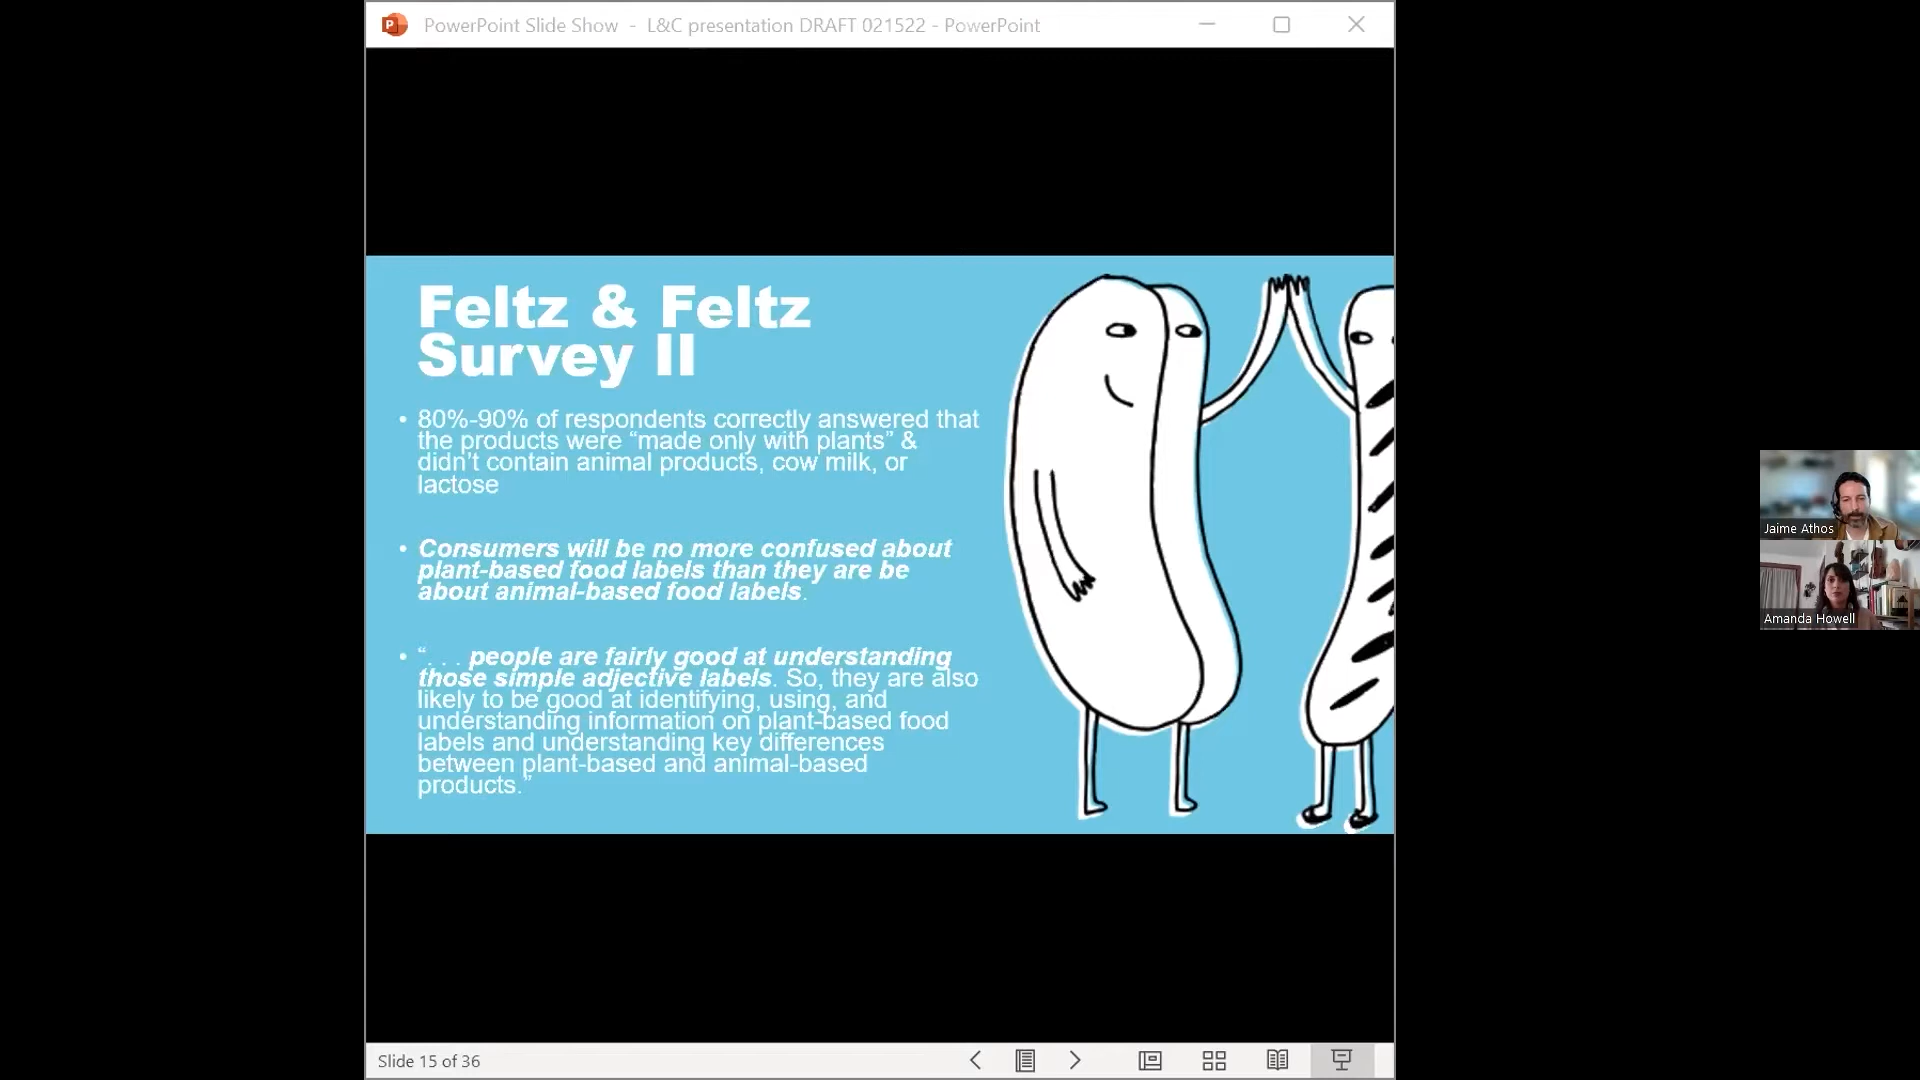 PowerPoint Slide Show - L&C presentation DRAFT 021522 - PowerPoint
Feltz & Feltz
Survey II
• 80%-90% of respondents correctly answered that
the products were “made only with plants” &
didn’t contain animal products, cow milk, or
lactose
• Consumers will be no more confused about
plant-based food labels than they are be
about animal-based food labels.
• “. . . people are fairly good at understanding
those simple adjective labels. So, they are also
likely to be good at identifying, using, and
understanding information on plant-based food
labels and understanding key differences
between plant-based and animal-based
products.”
Jaime Athos
Amanda Howell
Slide 15 of 36